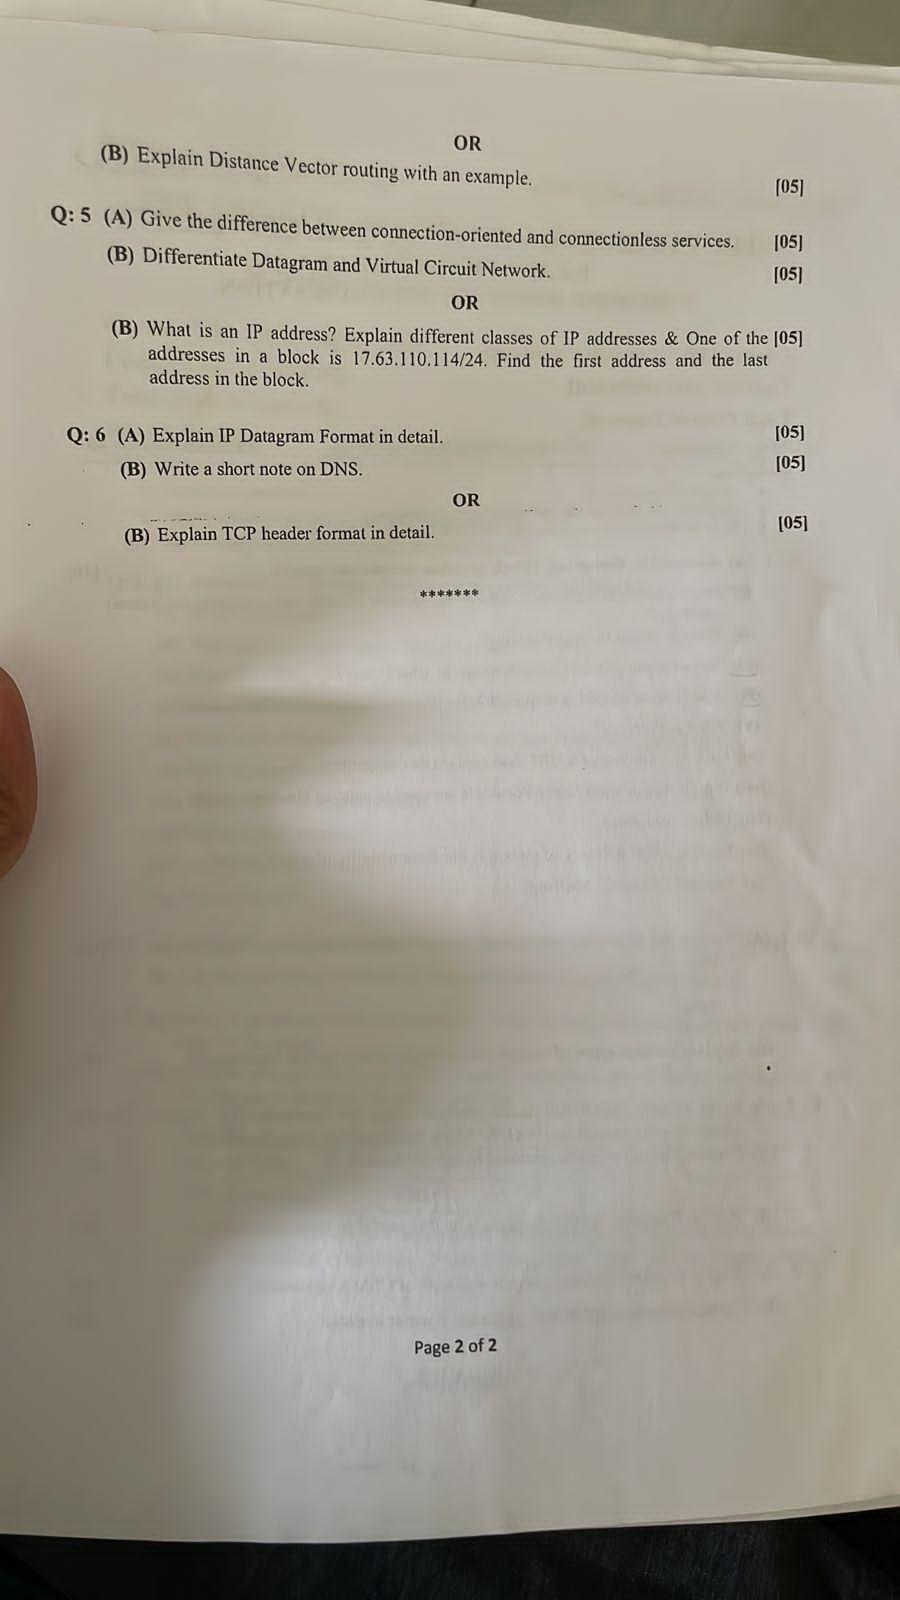 OR
(B) Explain Distance Vector routing with an example. [05]
Q: 5 (A) Give the difference between connection-oriented and connectionless services. [05]
(B) Differentiate Datagram and Virtual Circuit Network. [05]
OR
(B) What is an IP address? Explain different classes of IP addresses & One of the [05]
addresses in a block is 17.63.110.114/24. Find the first address and the last
address in the block.
Q: 6 (A) Explain IP Datagram Format in detail. [05]
(B) Write a short note on DNS. [05]
OR
(B) Explain TCP header format in detail. [05]
*******
Page 2 of 2